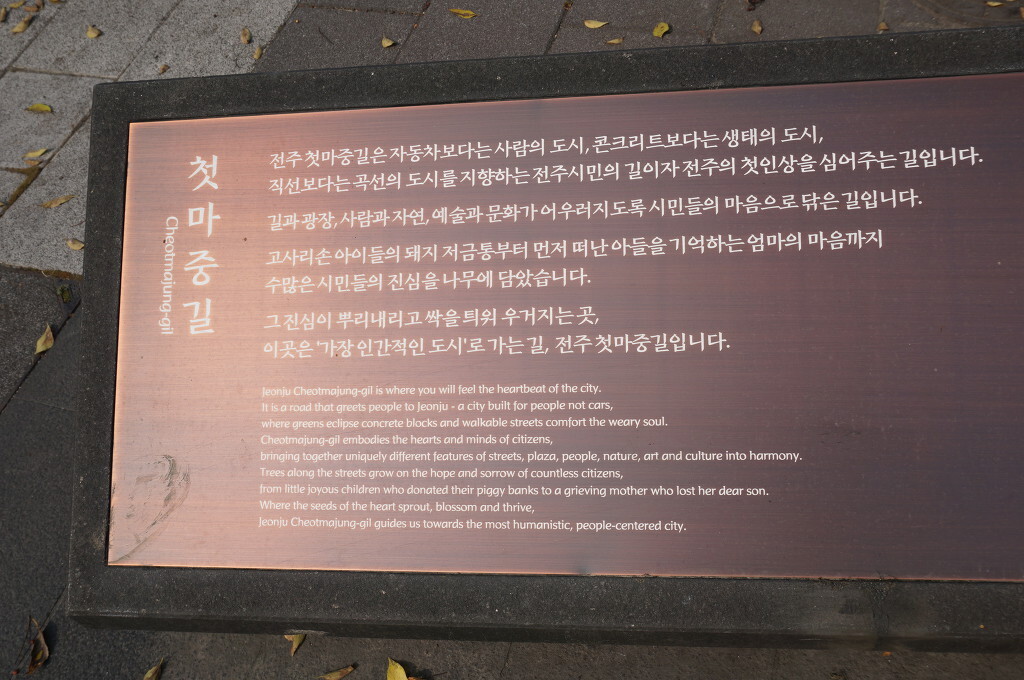 첫마중길
Cheotmajung-gil
전주 첫마중길은 자동차보다는 사람의 도시, 콘크리트보다는 생태의 도시,
직선보다는 곡선의 도시를 지향하는 전주시민의 길이자 전주의 첫인상을 심어주는 길입니다.
길과 광장, 사람과 자연, 예술과 문화가 어우러지도록 시민들의 마음으로 닦은 길입니다.
고사리손 아이들의 돼지 저금통부터 먼저 떠난 아들을 기억하는 엄마의 마음까지
수많은 시민들의 진심을 나무에 담았습니다.
그 진심이 뿌리내리고 싹을 틔워 우거지는 곳,
이곳은 '가장 인간적인 도시'로 가는 길, 전주 첫마중길입니다.
Jeonju Cheotmajung-gil is where you will feel the heartbeat of the city.
It is a road that greets people to Jeonju - a city built for people not cars,
where greens eclipse concrete blocks and walkable streets comfort the weary soul.
Cheotmajung-gil embodies the hearts and minds of citizens,
bringing together uniquely different features of streets, plaza, people, nature, art and culture into harmony.
Trees along the streets grow on the hope and sorrow of countless citizens,
from little joyous children who donated their piggy banks to a grieving mother who lost her dear son.
Where the seeds of the heart sprout, blossom and thrive,
Jeonju Cheotmajung-gil guides us towards the most humanistic, people-centered city.